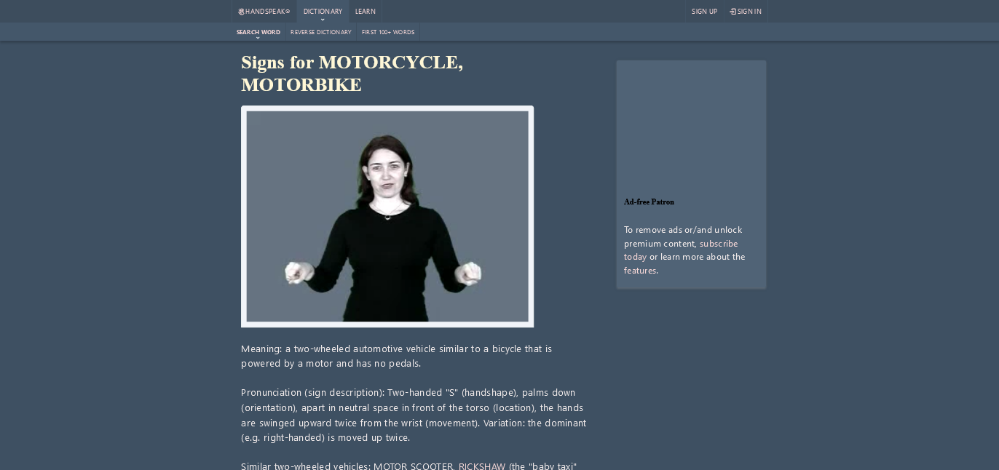 HANDSPEAK®
DICTIONARY
LEARN
SIGN UP
SIGN IN
SEARCH WORD
REVERSE DICTIONARY
FIRST 100+ WORDS
Signs for MOTORCYCLE,
MOTORBIKE
Meaning: a two-wheeled automotive vehicle similar to a bicycle that is
powered by a motor and has no pedals.
Pronunciation (sign description): Two-handed "S" (handshape), palms down
(orientation), apart in neutral space in front of the torso (location), the hands
are swinged upward twice from the wrist (movement). Variation: the dominant
(e.g. right-handed) is moved up twice.
Similar two-wheeled vehicles: MOTOR SCOOTER, RICKSHAW (the "baby taxi"
Ad-free Patron
To remove ads or/and unlock
premium content, subscribe
today or learn more about the
features.